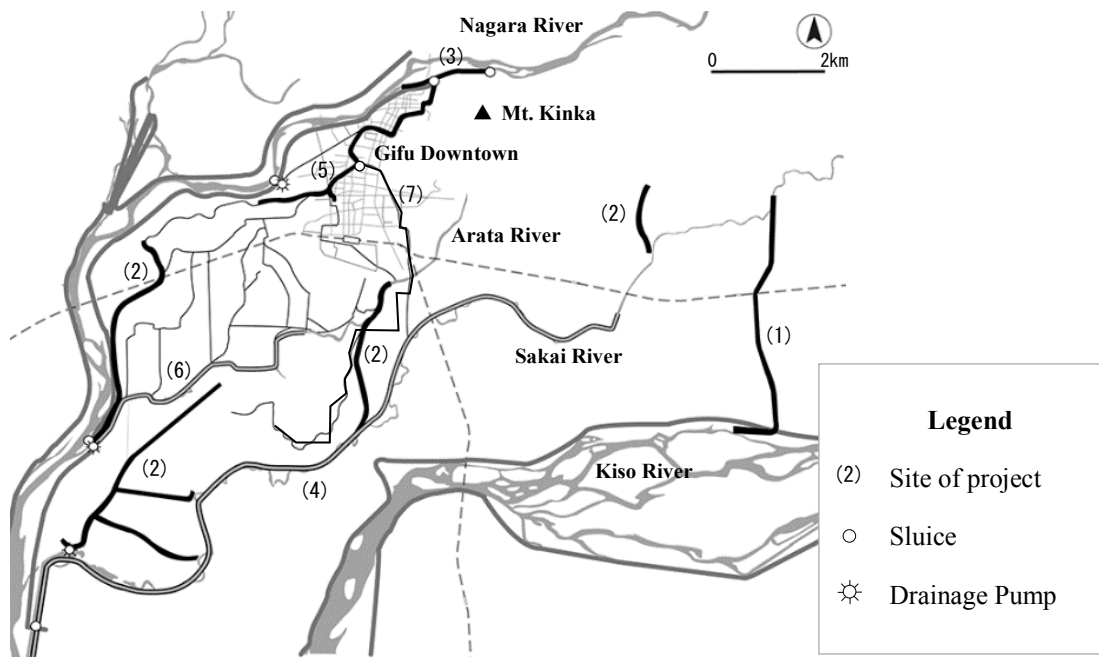 Nagara River
(3)
0 2km
Mt. Kinka
Gifu Downtown
(5)
(7)
(2)
Arata River
(2)
(1)
(6)
(2)
Sakai River
(2)
(4)
Kiso River
Legend
(2) Site of project
Sluice
Drainage Pump